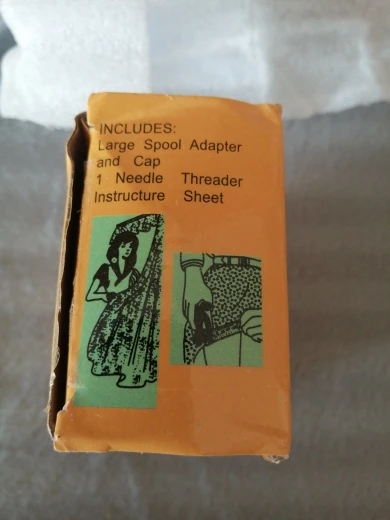 INCLUDES:
Large Spool Adapter
and Cap
1 Needle Threader
Instructure Sheet